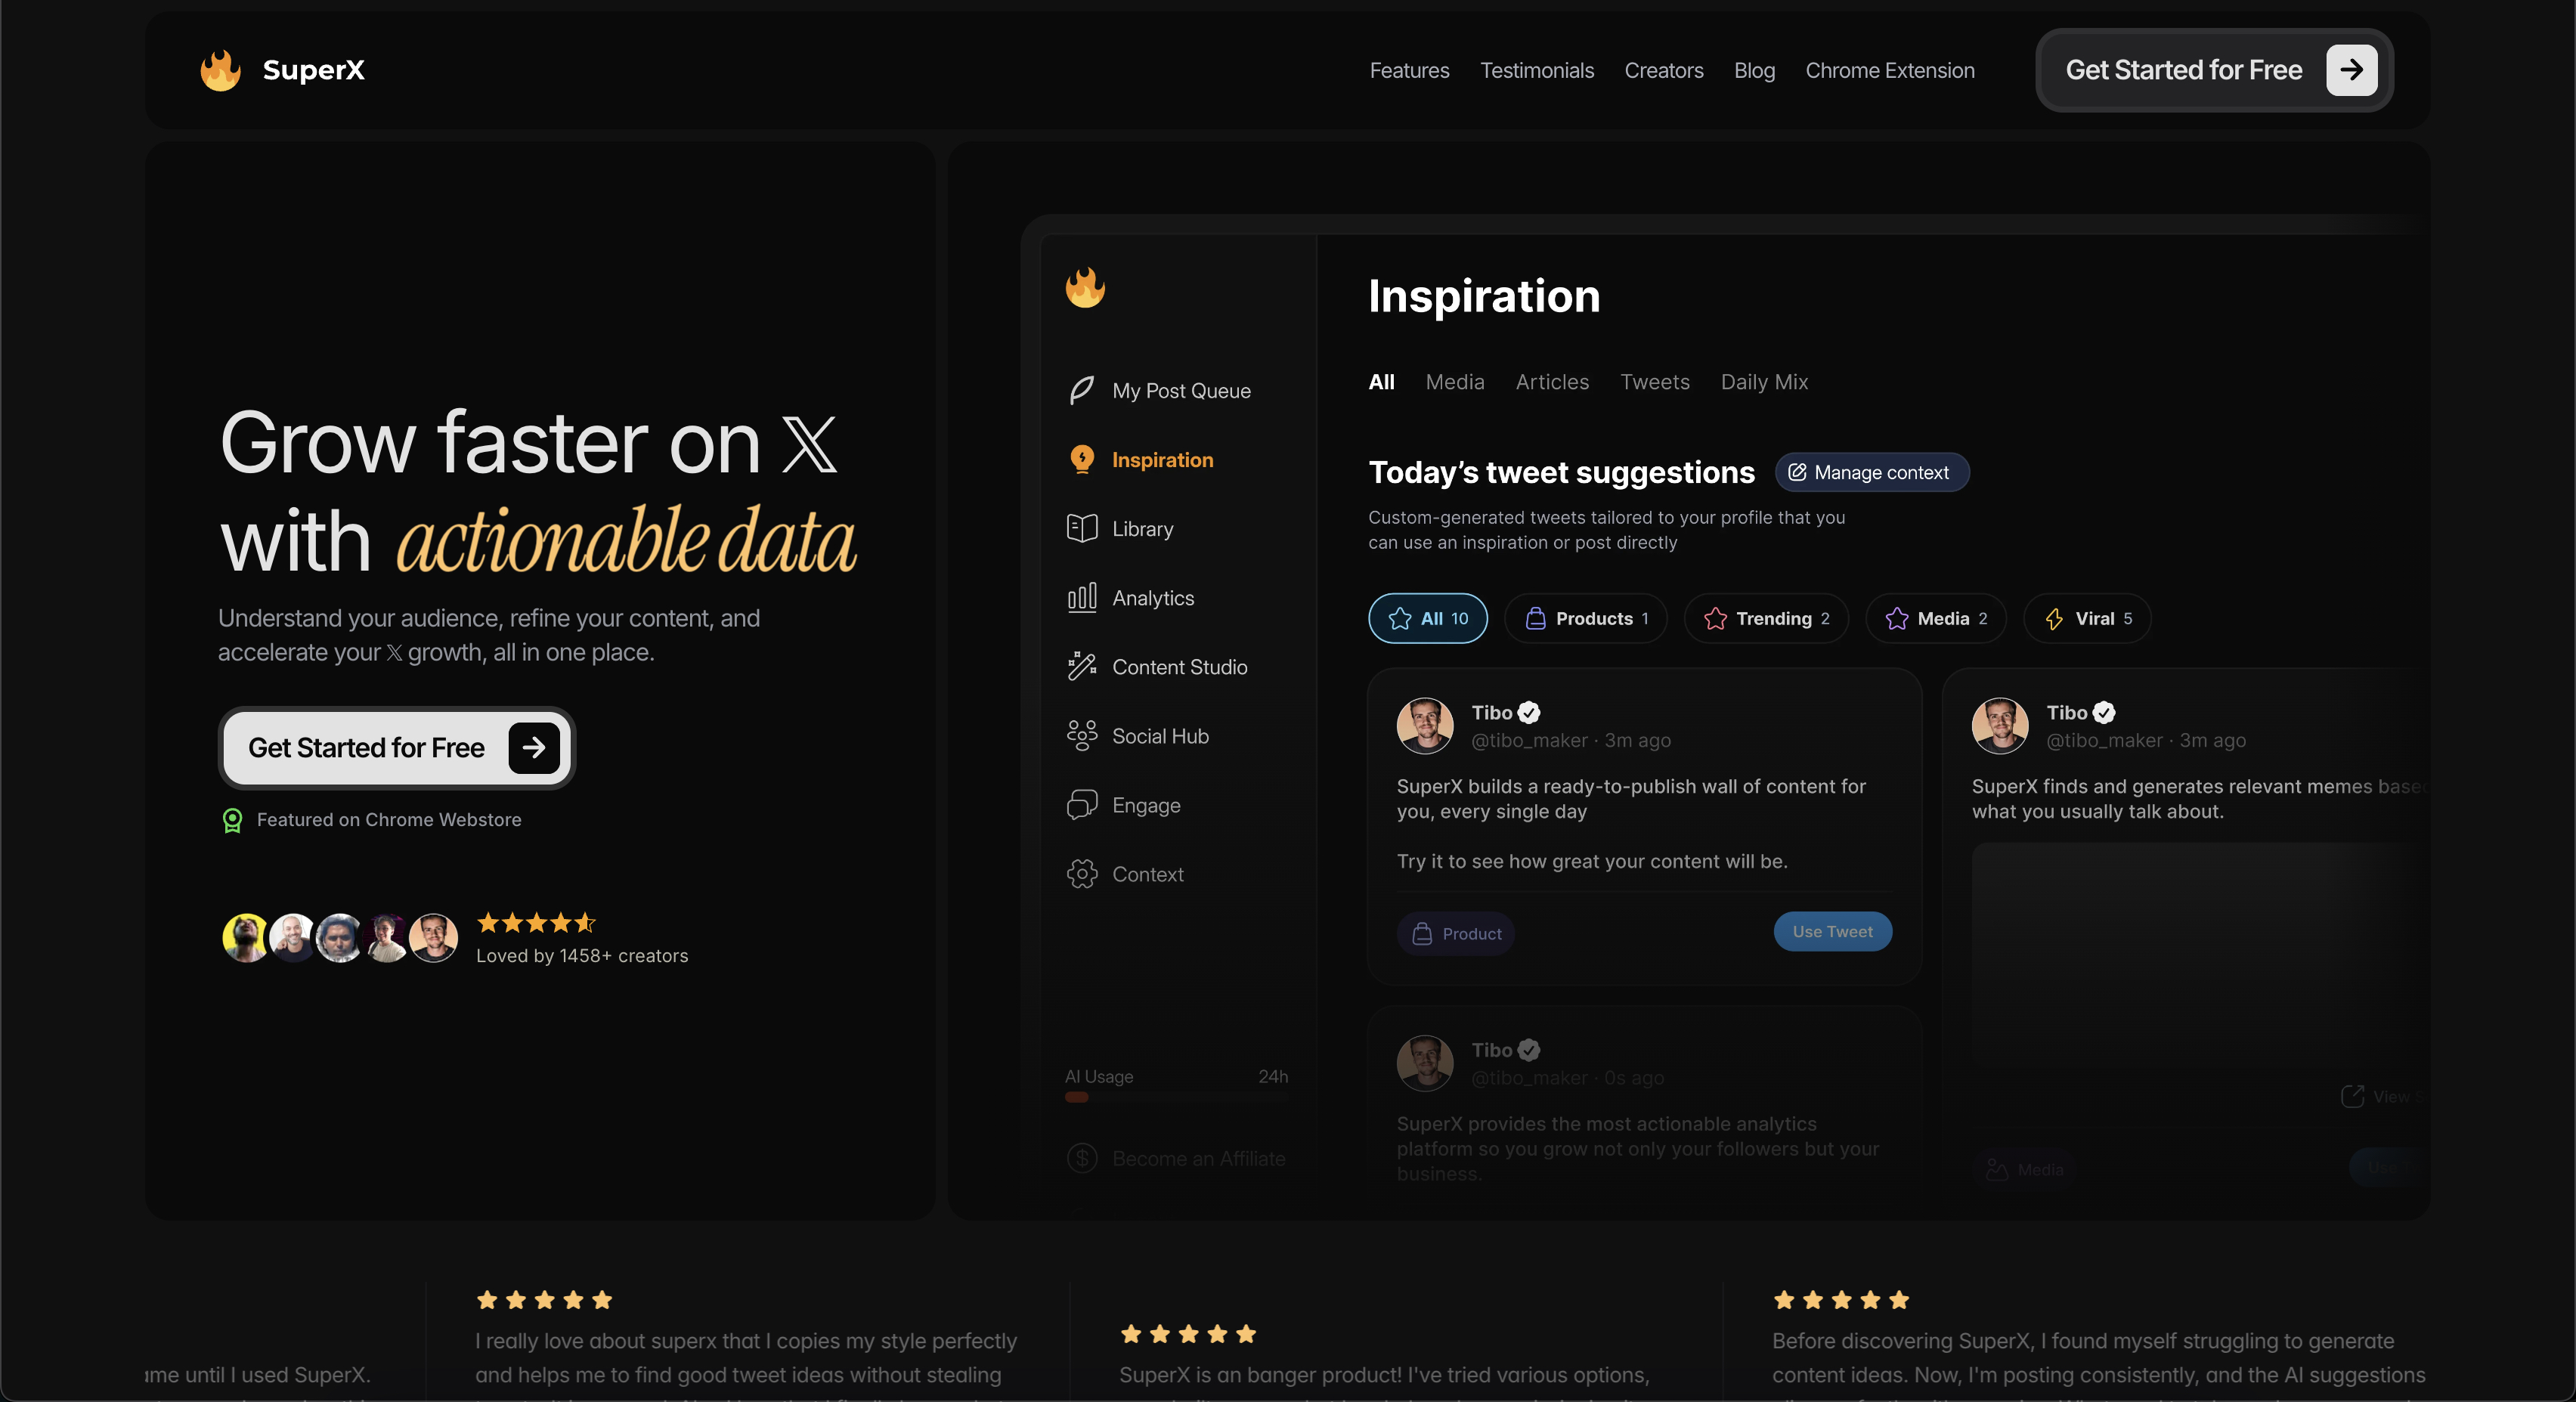 SuperX
Features
Testimonials
Creators
Blog
Chrome Extension
Get Started for Free
Grow faster on 𝕏
with actionable data
Understand your audience, refine your content, and
accelerate your 𝕏 growth, all in one place.
Get Started for Free
Featured on Chrome Webstore
Loved by 1458+ creators
My Post Queue
Inspiration
Library
Analytics
Content Studio
Social Hub
Engage
Context
AI Usage 24h
Become an Affiliate
Inspiration
All Media Articles Tweets Daily Mix
Today's tweet suggestions
Manage context
Custom-generated tweets tailored to your profile that you
can use an inspiration or post directly
All 10
Products 1
Trending 2
Media 2
Viral 5
Tibo
@tibo_maker · 3m ago
SuperX builds a ready-to-publish wall of content for
you, every single day
Try it to see how great your content will be.
Product
Use Tweet
Tibo
@tibo_maker · 3m ago
SuperX finds and generates relevant memes based
what you usually talk about.
View
Media
Tibo
@tibo_maker · 0s ago
SuperX provides the most actionable analytics
platform so you grow not only your followers but your
business.
until I used SuperX.
I really love about superx that I copies my style perfectly
and helps me to find good tweet ideas without stealing
SuperX is an banger product! I've tried various options,
Before discovering SuperX, I found myself struggling to generate
content ideas. Now, I'm posting consistently, and the AI suggestions